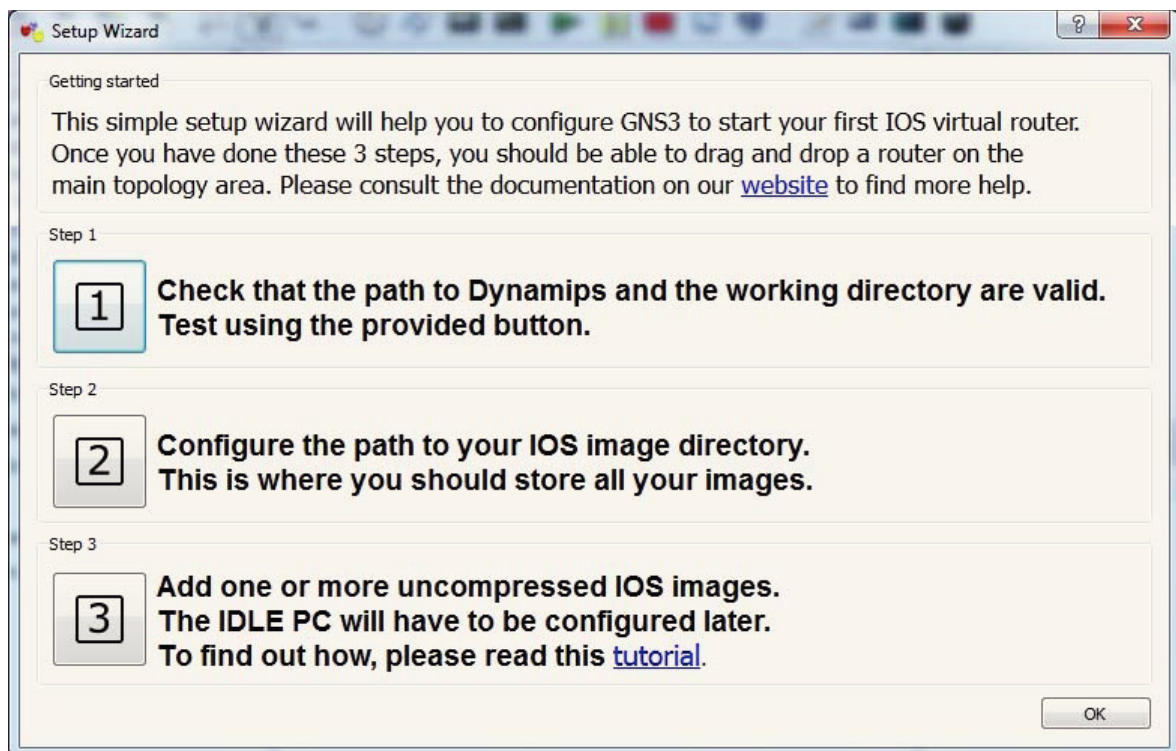 Setup Wizard
Getting started
This simple setup wizard will help you to configure GNS3 to start your first IOS virtual router.
Once you have done these 3 steps, you should be able to drag and drop a router on the
main topology area. Please consult the documentation on our website to find more help.
Step 1
1
Check that the path to Dynamips and the working directory are valid.
Test using the provided button.
Step 2
2
Configure the path to your IOS image directory.
This is where you should store all your images.
Step 3
3
Add one or more uncompressed IOS images.
The IDLE PC will have to be configured later.
To find out how, please read this tutorial.
OK